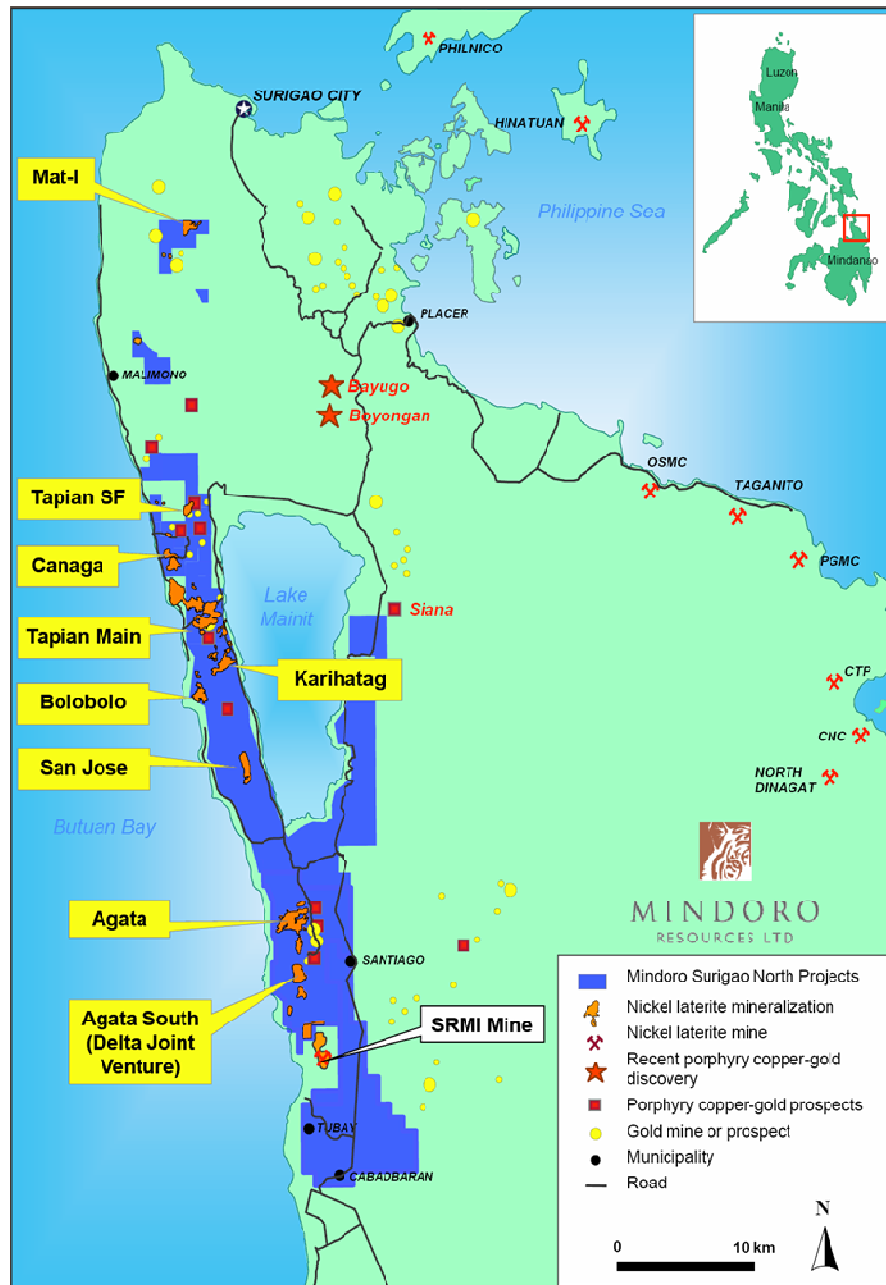 PHILNICO
SURIGAO CITY
HINATUAN
Luzon
Manila
Mindanao
Mat-I
Philippine Sea
PLACER
MALIMONO
Bayugo
Boyongan
OSMC
TAGANITO
PGMC
Tapian SF
Canaga
Lake
Mainit
Siana
Tapian Main
Karihatag
Bolobolo
CTP
CNC
San Jose
NORTH
DINAGAT
Butuan Bay
MINDORO
RESOURCES LTD
Agata
SANTIAGO
Agata South
(Delta Joint
Venture)
SRMI Mine
TUBAY
CABADBARAN
Mindoro Surigao North Projects
Nickel laterite mineralization
Nickel laterite mine
Recent porphyry copper-gold
discovery
Porphyry copper-gold prospects
Gold mine or prospect
Municipality
Road
N
0 10 km